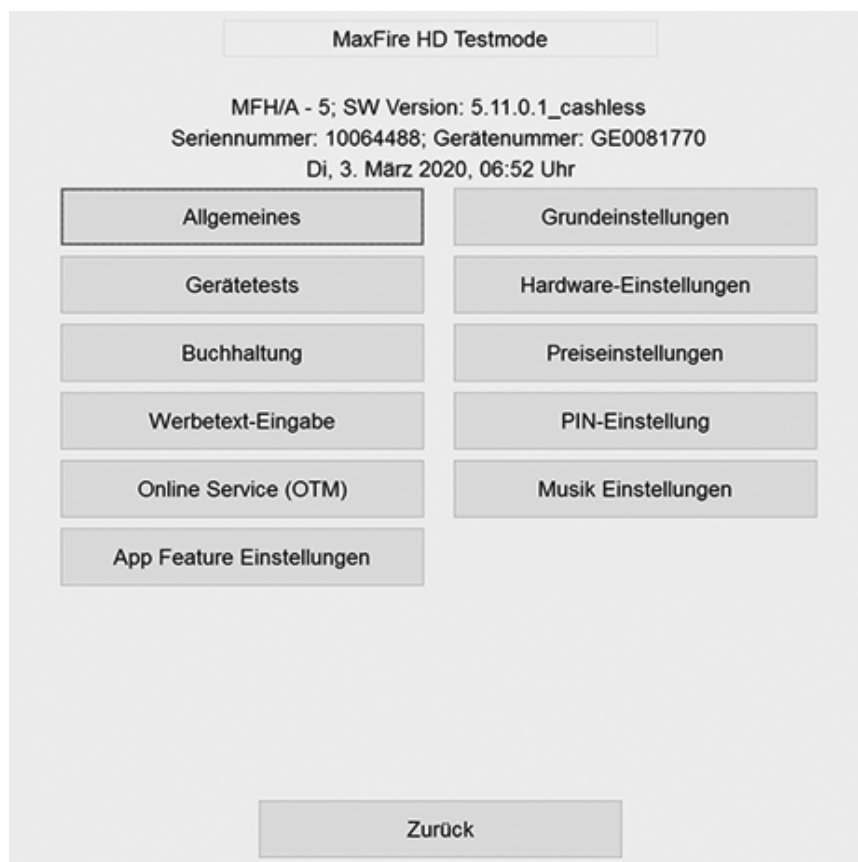 MaxFire HD Testmode
MFH/A - 5; SW Version: 5.11.0.1_cashless
Seriennummer: 10064488; Gerätenummer: GE0081770
Di, 3. März 2020, 06:52 Uhr
Allgemeines
Grundeinstellungen
Gerätetests
Hardware-Einstellungen
Buchhaltung
Preiseinstellungen
Werbetext-Eingabe
PIN-Einstellung
Online Service (OTM)
Musik Einstellungen
App Feature Einstellungen
Zurück